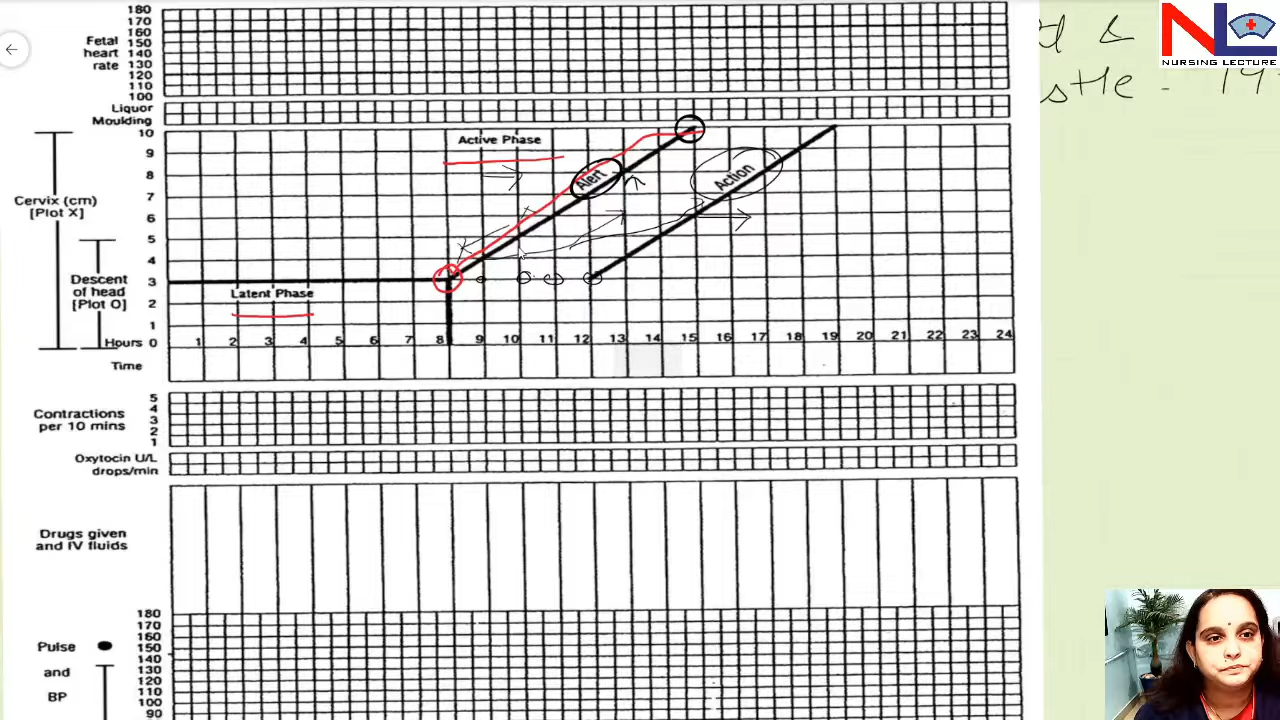 180
170
160
150
140
130
120
110
100
Fetal
heart
rate
Liquor
Moulding
10
9
8
7
6
5
4
3
2
1
0
Cervix (cm)
[Plot X]
Descent
of head
[Plot O]
Active Phase
Alert
Action
Latent Phase
Hours
1 2 3 4 5 6 7 8 9 10 11 12 13 14 15 16 17 18 19 20 21 22 23 24
Time
Contractions
per 10 mins
5
4
3
2
1
Oxytocin U/L
drops/min
Drugs given
and IV fluids
180
170
160
150
140
130
120
110
100
90
Pulse
and
BP
&
NL
NURSING LECTURE